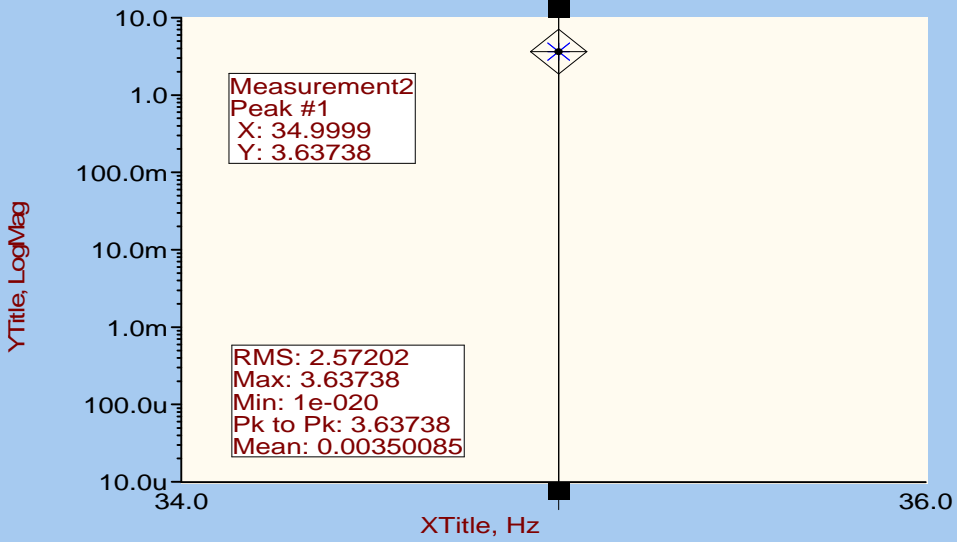 10.0
1.0
100.0m
10.0m
1.0m
100.0u
10.0u
YTitle, LogMag
Measurement2
Peak #1
X: 34.9999
Y: 3.63738
RMS: 2.57202
Max: 3.63738
Min: 1e-020
Pk to Pk: 3.63738
Mean: 0.00350085
34.0
36.0
XTitle, Hz